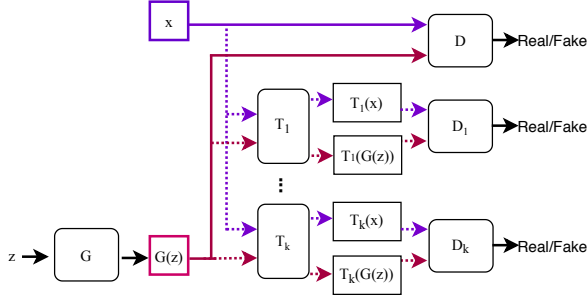 x
D
Real/Fake
T1
T1(x)
T1(G(z))
D1
Real/Fake
...
z
G
G(z)
Tk
Tk(x)
Tk(G(z))
Dk
Real/Fake